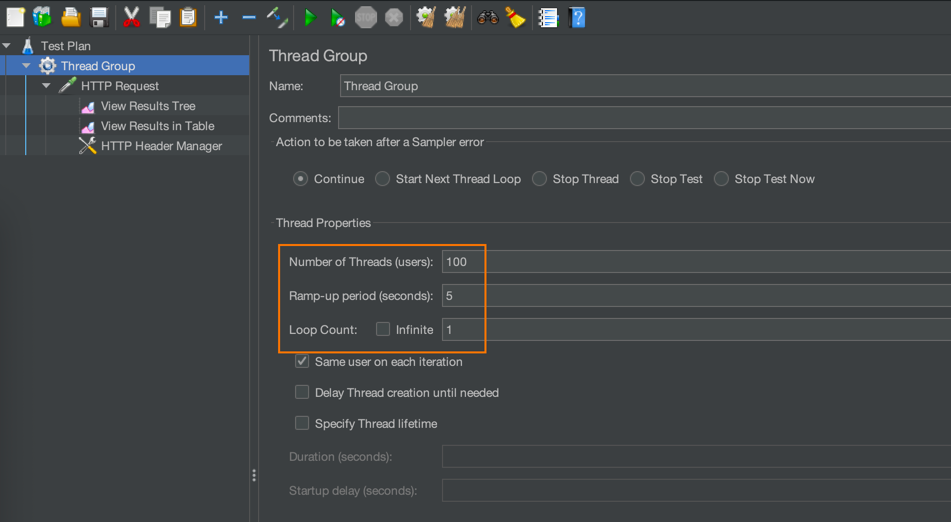 STOP
?
Test Plan
Thread Group
HTTP Request
View Results Tree
View Results in Table
HTTP Header Manager
Thread Group
Name: Thread Group
Comments:
Action to be taken after a Sampler error
Continue Start Next Thread Loop Stop Thread Stop Test Stop Test Now
Thread Properties
Number of Threads (users): 100
Ramp-up period (seconds): 5
Loop Count: Infinite 1
Same user on each iteration
Delay Thread creation until needed
Specify Thread lifetime
Duration (seconds):
Startup delay (seconds):